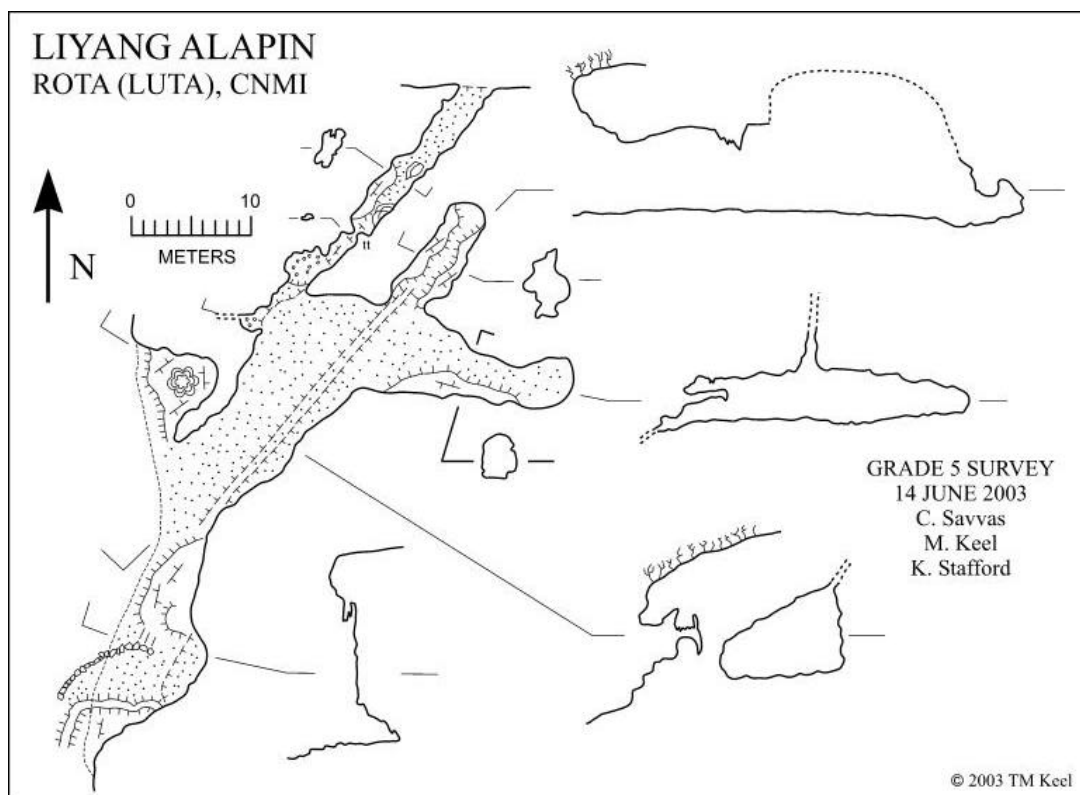 LIYANG ALAPIN
ROTA (LUTA), CNMI
0 10
METERS
N
tt
GRADE 5 SURVEY
14 JUNE 2003
C. Savvas
M. Keel
K. Stafford
© 2003 TM Keel